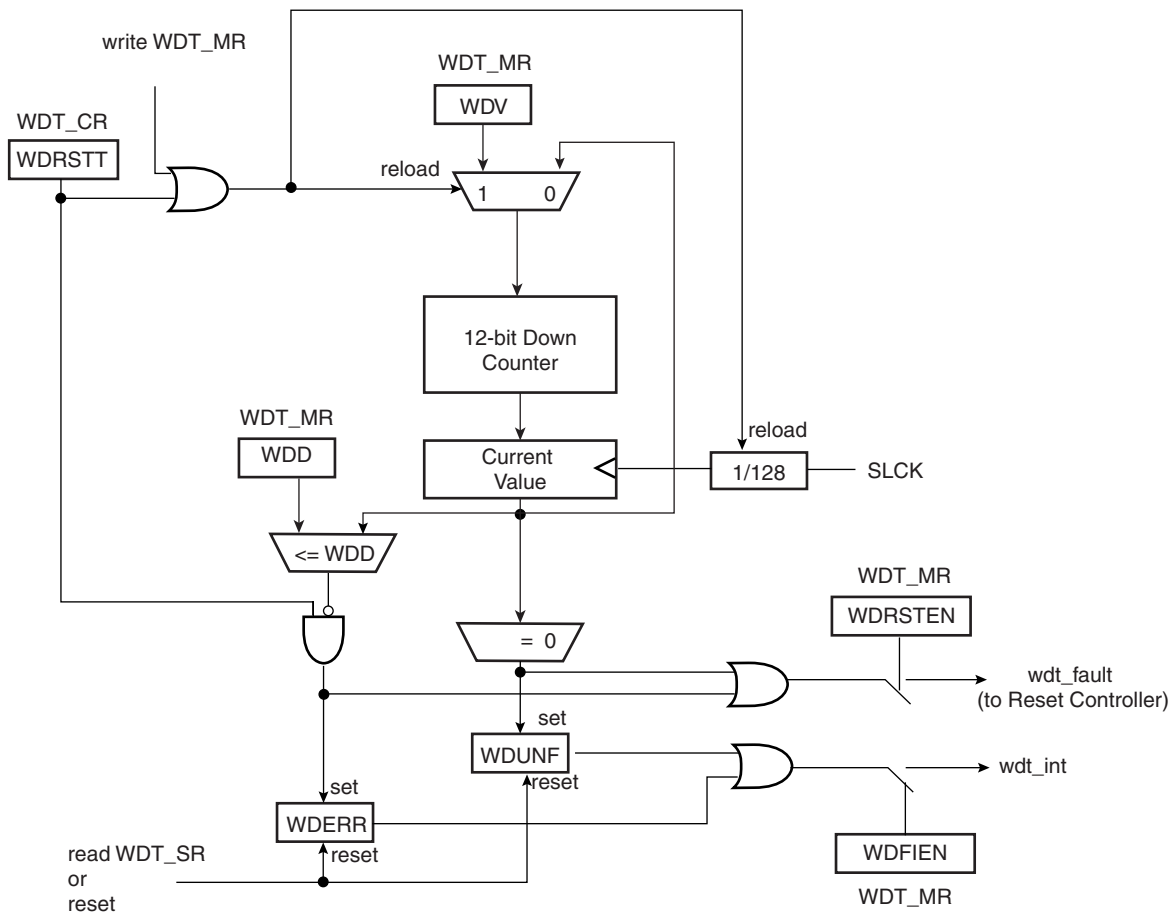 write WDT_MR
WDT_MR
WDV
WDT_CR
WDRSTT
reload
1 0
12-bit Down
Counter
WDT_MR
WDD
reload
Current
Value
1/128
SLCK
<= WDD
WDT_MR
WDRSTEN
= 0
wdt_fault
(to Reset Controller)
set
WDUNF
reset
wdt_int
set
WDERR
reset
read WDT_SR
or
reset
WDFIEN
WDT_MR